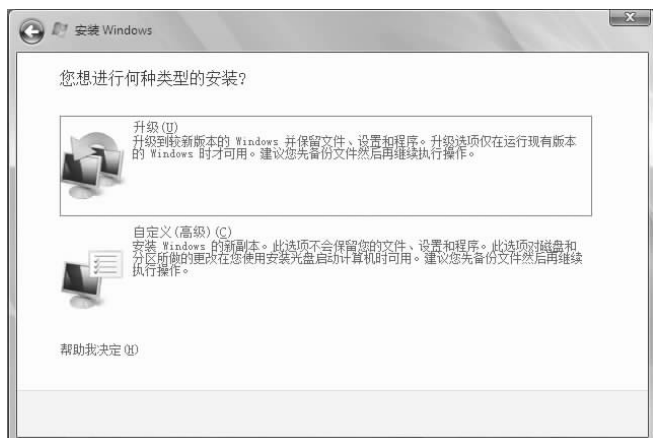 安装 Windows
您想进行何种类型的安装?
升级(U)
升级到较新版本的 Windows 并保留文件、设置和程序。升级选项仅在运行现有版本
的 Windows 时才可用。建议您先备份文件然后再继续执行操作。
自定义(高级)(C)
安装 Windows 的新副本。此选项不会保留您的文件、设置和程序。此选项对磁盘和
分区所做的更改在您使用安装光盘启动计算机时可用。建议您先备份文件然后再继续
执行操作。
帮助我决定(H)